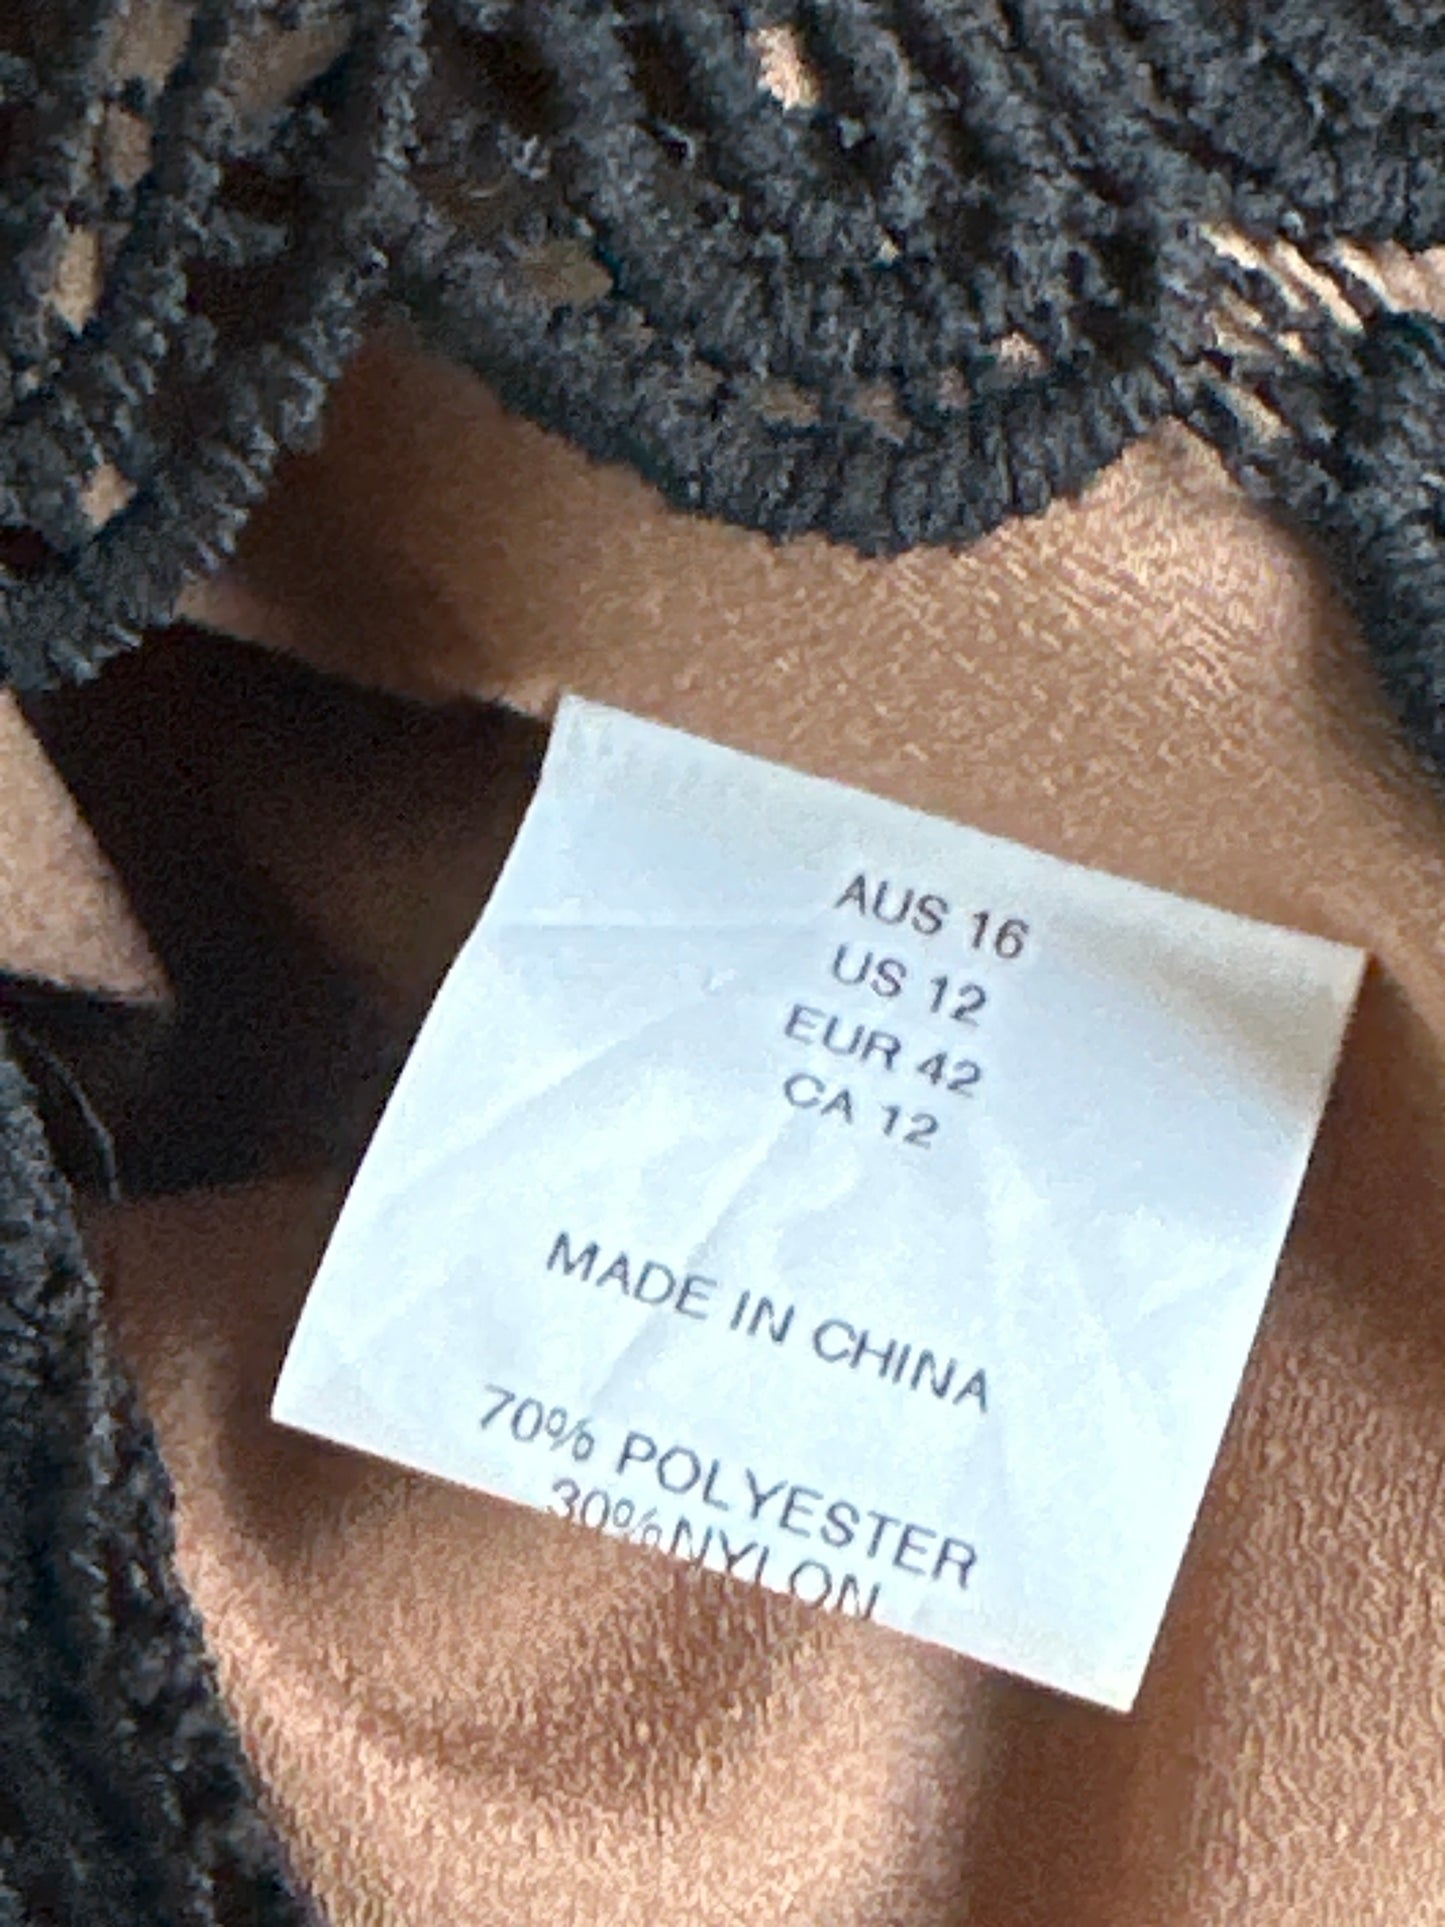 AUS 16
US 12
EUR 42
CA 12
MADE IN CHINA
70% POLYESTER
30%NYLON